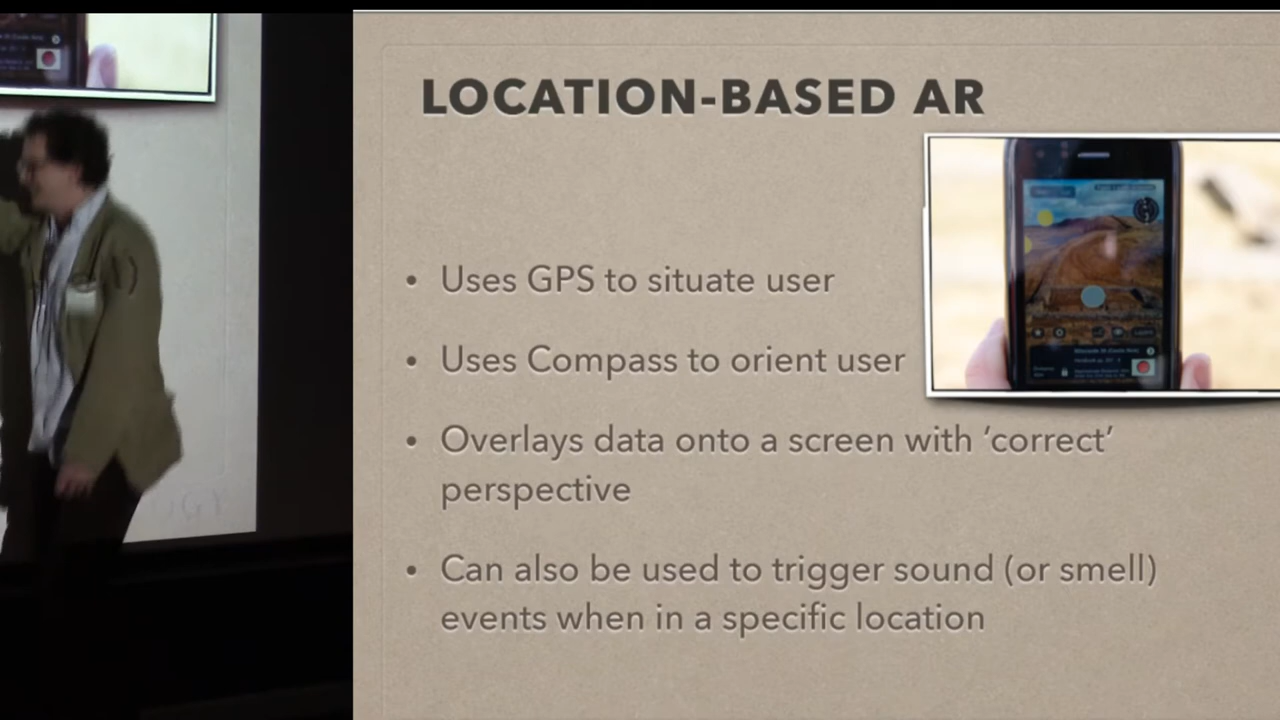 LOCATION-BASED AR
• Uses GPS to situate user
• Uses Compass to orient user
• Overlays data onto a screen with ‘correct’
perspective
• Can also be used to trigger sound (or smell)
events when in a specific location